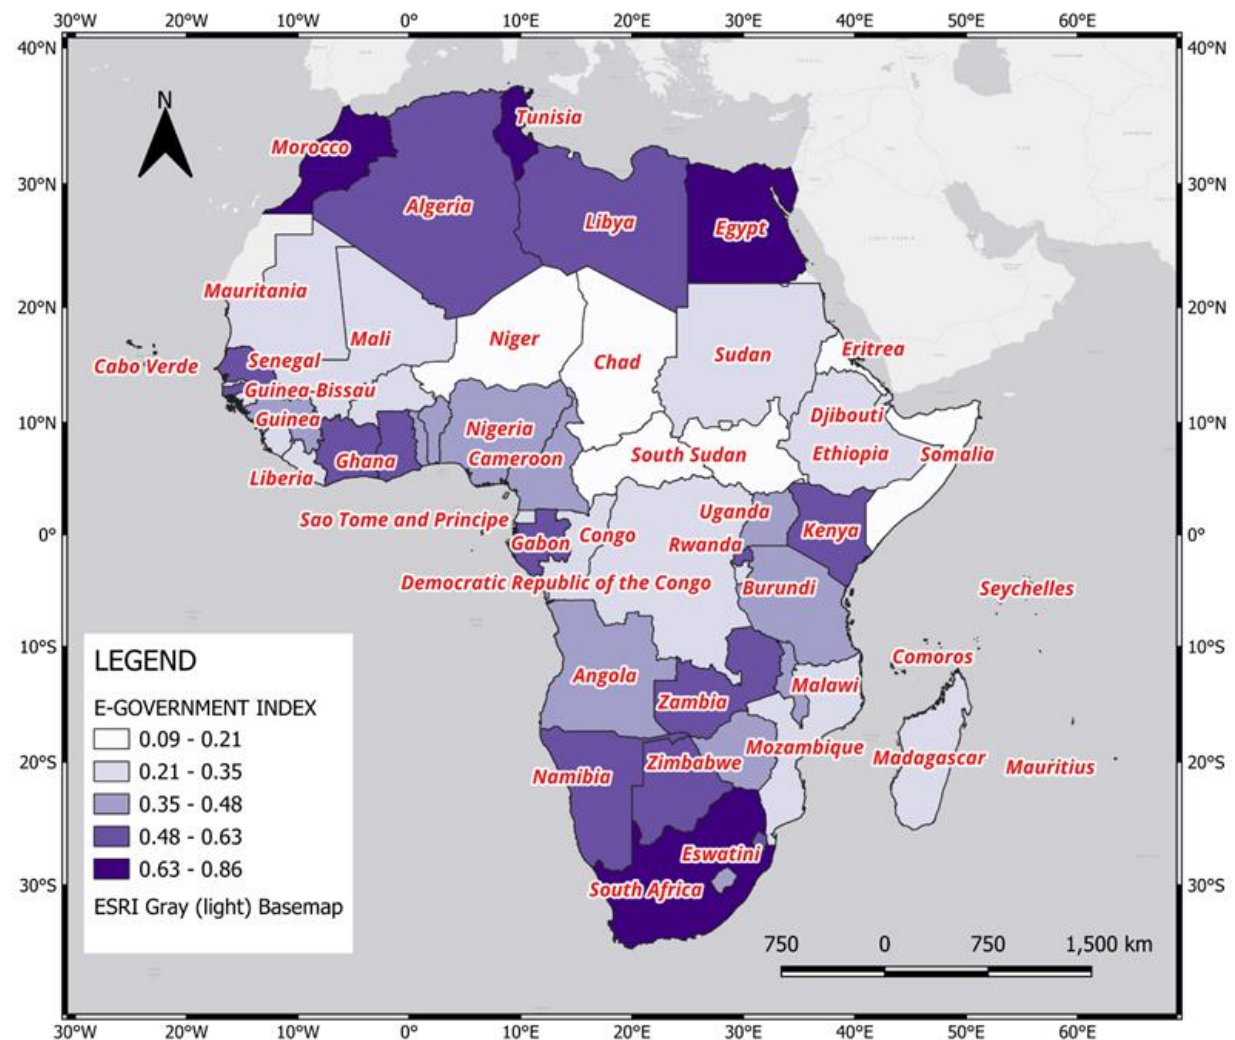 30°W 20°W 10°W 0° 10°E 20°E 30°E 40°E 50°E 60°E
40°N 40°N
N
Tunisia
Morocco
30°N 30°N
Algeria
Libya
Egypt
Mauritania
20°N 20°N
Mali
Niger
Eritrea
Cabo Verde
Senegal
Chad
Sudan
Guinea-Bissau
Guinea
Djibouti
10°N 10°N
Nigeria
Ghana
Cameroon
South Sudan
Ethiopia
Somalia
Liberia
Uganda
Sao Tome and Principe
Congo
Kenya
0° 0°
Gabon
Rwanda
Democratic Republic of the Congo
Burundi
Seychelles
10°S 10°S
Comoros
LEGEND
Angola
Malawi
Zambia
E-GOVERNMENT INDEX
0.09 - 0.21
Mozambique
Madagascar
20°S 20°S
Zimbabwe
Mauritius
0.21 - 0.35
Namibia
0.35 - 0.48
0.48 - 0.63
Eswatini
0.63 - 0.86
30°S 30°S
South Africa
ESRI Gray (light) Basemap
750 0 750 1,500 km
30°W 20°W 10°W 0° 10°E 20°E 30°E 40°E 50°E 60°E